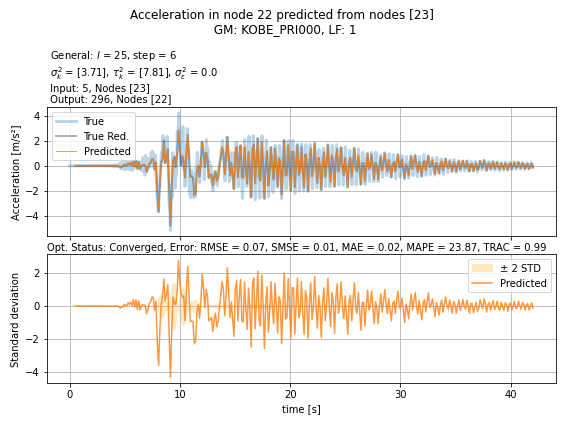 Acceleration in node 22 predicted from nodes [23]
GM: KOBE_PRI000, LF: 1
General: l = 25, step = 6
σ²ₖ = [3.71], τ²ₖ = [7.81], σ²ε = 0.0
Input: 5, Nodes [23]
Output: 296, Nodes [22]
Acceleration [m/s²]
4
2
0
−2
−4
True
True Red.
Predicted
Opt. Status: Converged, Error: RMSE = 0.07, SMSE = 0.01, MAE = 0.02, MAPE = 23.87, TRAC = 0.99
Standard deviation
2
0
−2
−4
± 2 STD
Predicted
0
10
20
30
40
time [s]